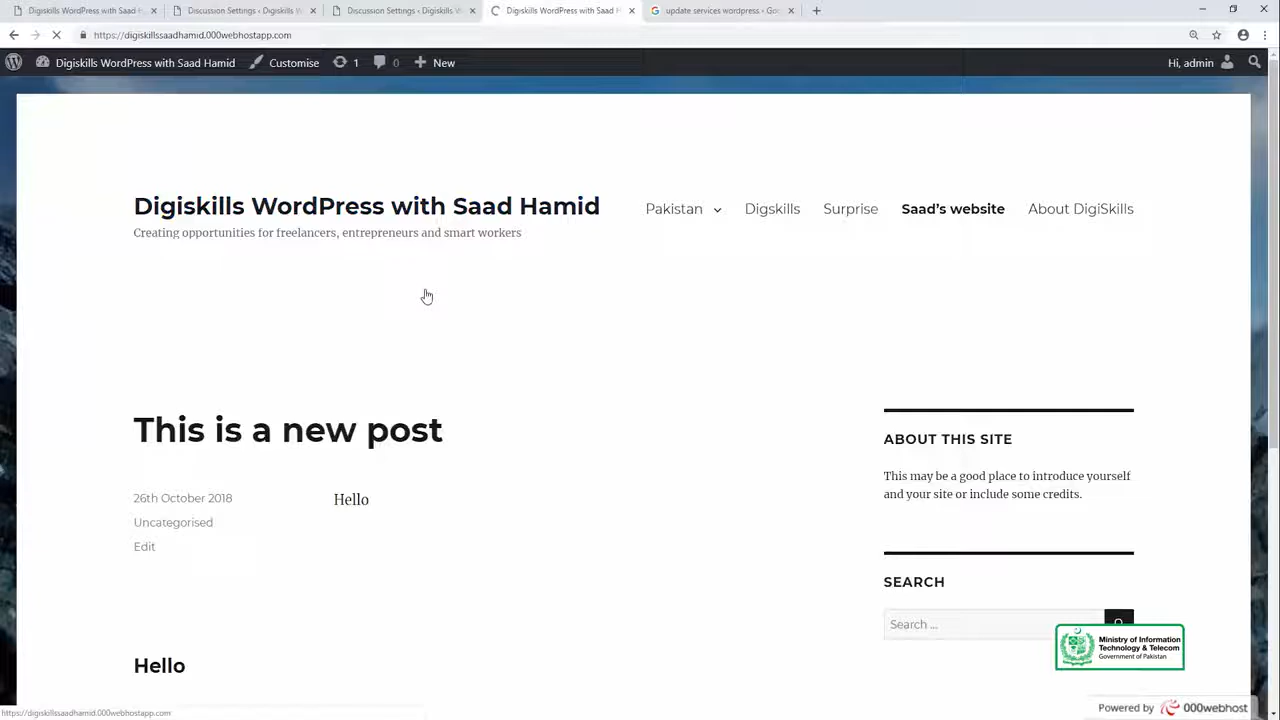 Digiskills WordPress with Saad H
Discussion Settings ‹ Digiskills W
Discussion Settings ‹ Digiskills W
Digiskills WordPress with Saad H
update services wordpress - Goo
https://digiskillssaadhamid.000webhostapp.com
Digiskills WordPress with Saad Hamid
Customise
1
0
New
Hi, admin
Digiskills WordPress with Saad Hamid
Creating opportunities for freelancers, entrepreneurs and smart workers
Pakistan
Digskills
Surprise
Saad’s website
About DigiSkills
This is a new post
26th October 2018
Uncategorised
Edit
Hello
ABOUT THIS SITE
This may be a good place to introduce yourself
and your site or include some credits.
SEARCH
Search …
Hello
Ministry of Information
Technology & Telecom
Government of Pakistan
Powered by 000webhost
https://digiskillssaadhamid.000webhostapp.com